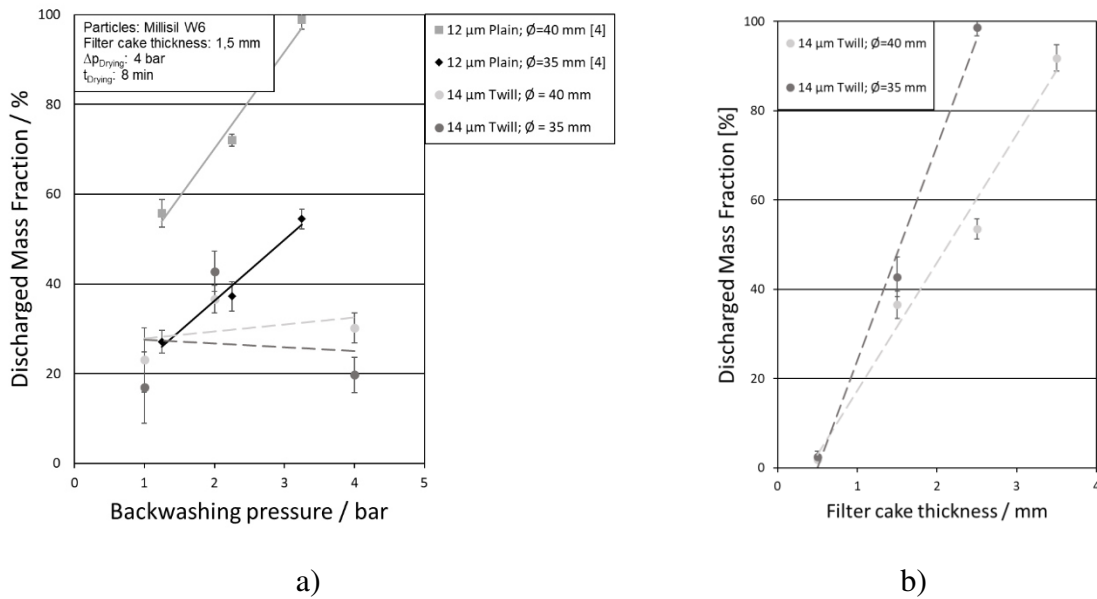 Particles: Millisil W6
Filter cake thickness: 1,5 mm
ΔpDrying: 4 bar
tDrying: 8 min
12 µm Plain; Ø=40 mm [4]
12 µm Plain; Ø=35 mm [4]
14 µm Twill; Ø = 40 mm
14 µm Twill; Ø = 35 mm
Discharged Mass Fraction / %
100
80
60
40
20
0
0 1 2 3 4 5
Backwashing pressure / bar
a)
14 µm Twill; Ø=40 mm
14 µm Twill; Ø=35 mm
Discharged Mass Fraction [%]
100
80
60
40
20
0
0 1 2 3 4
Filter cake thickness / mm
b)